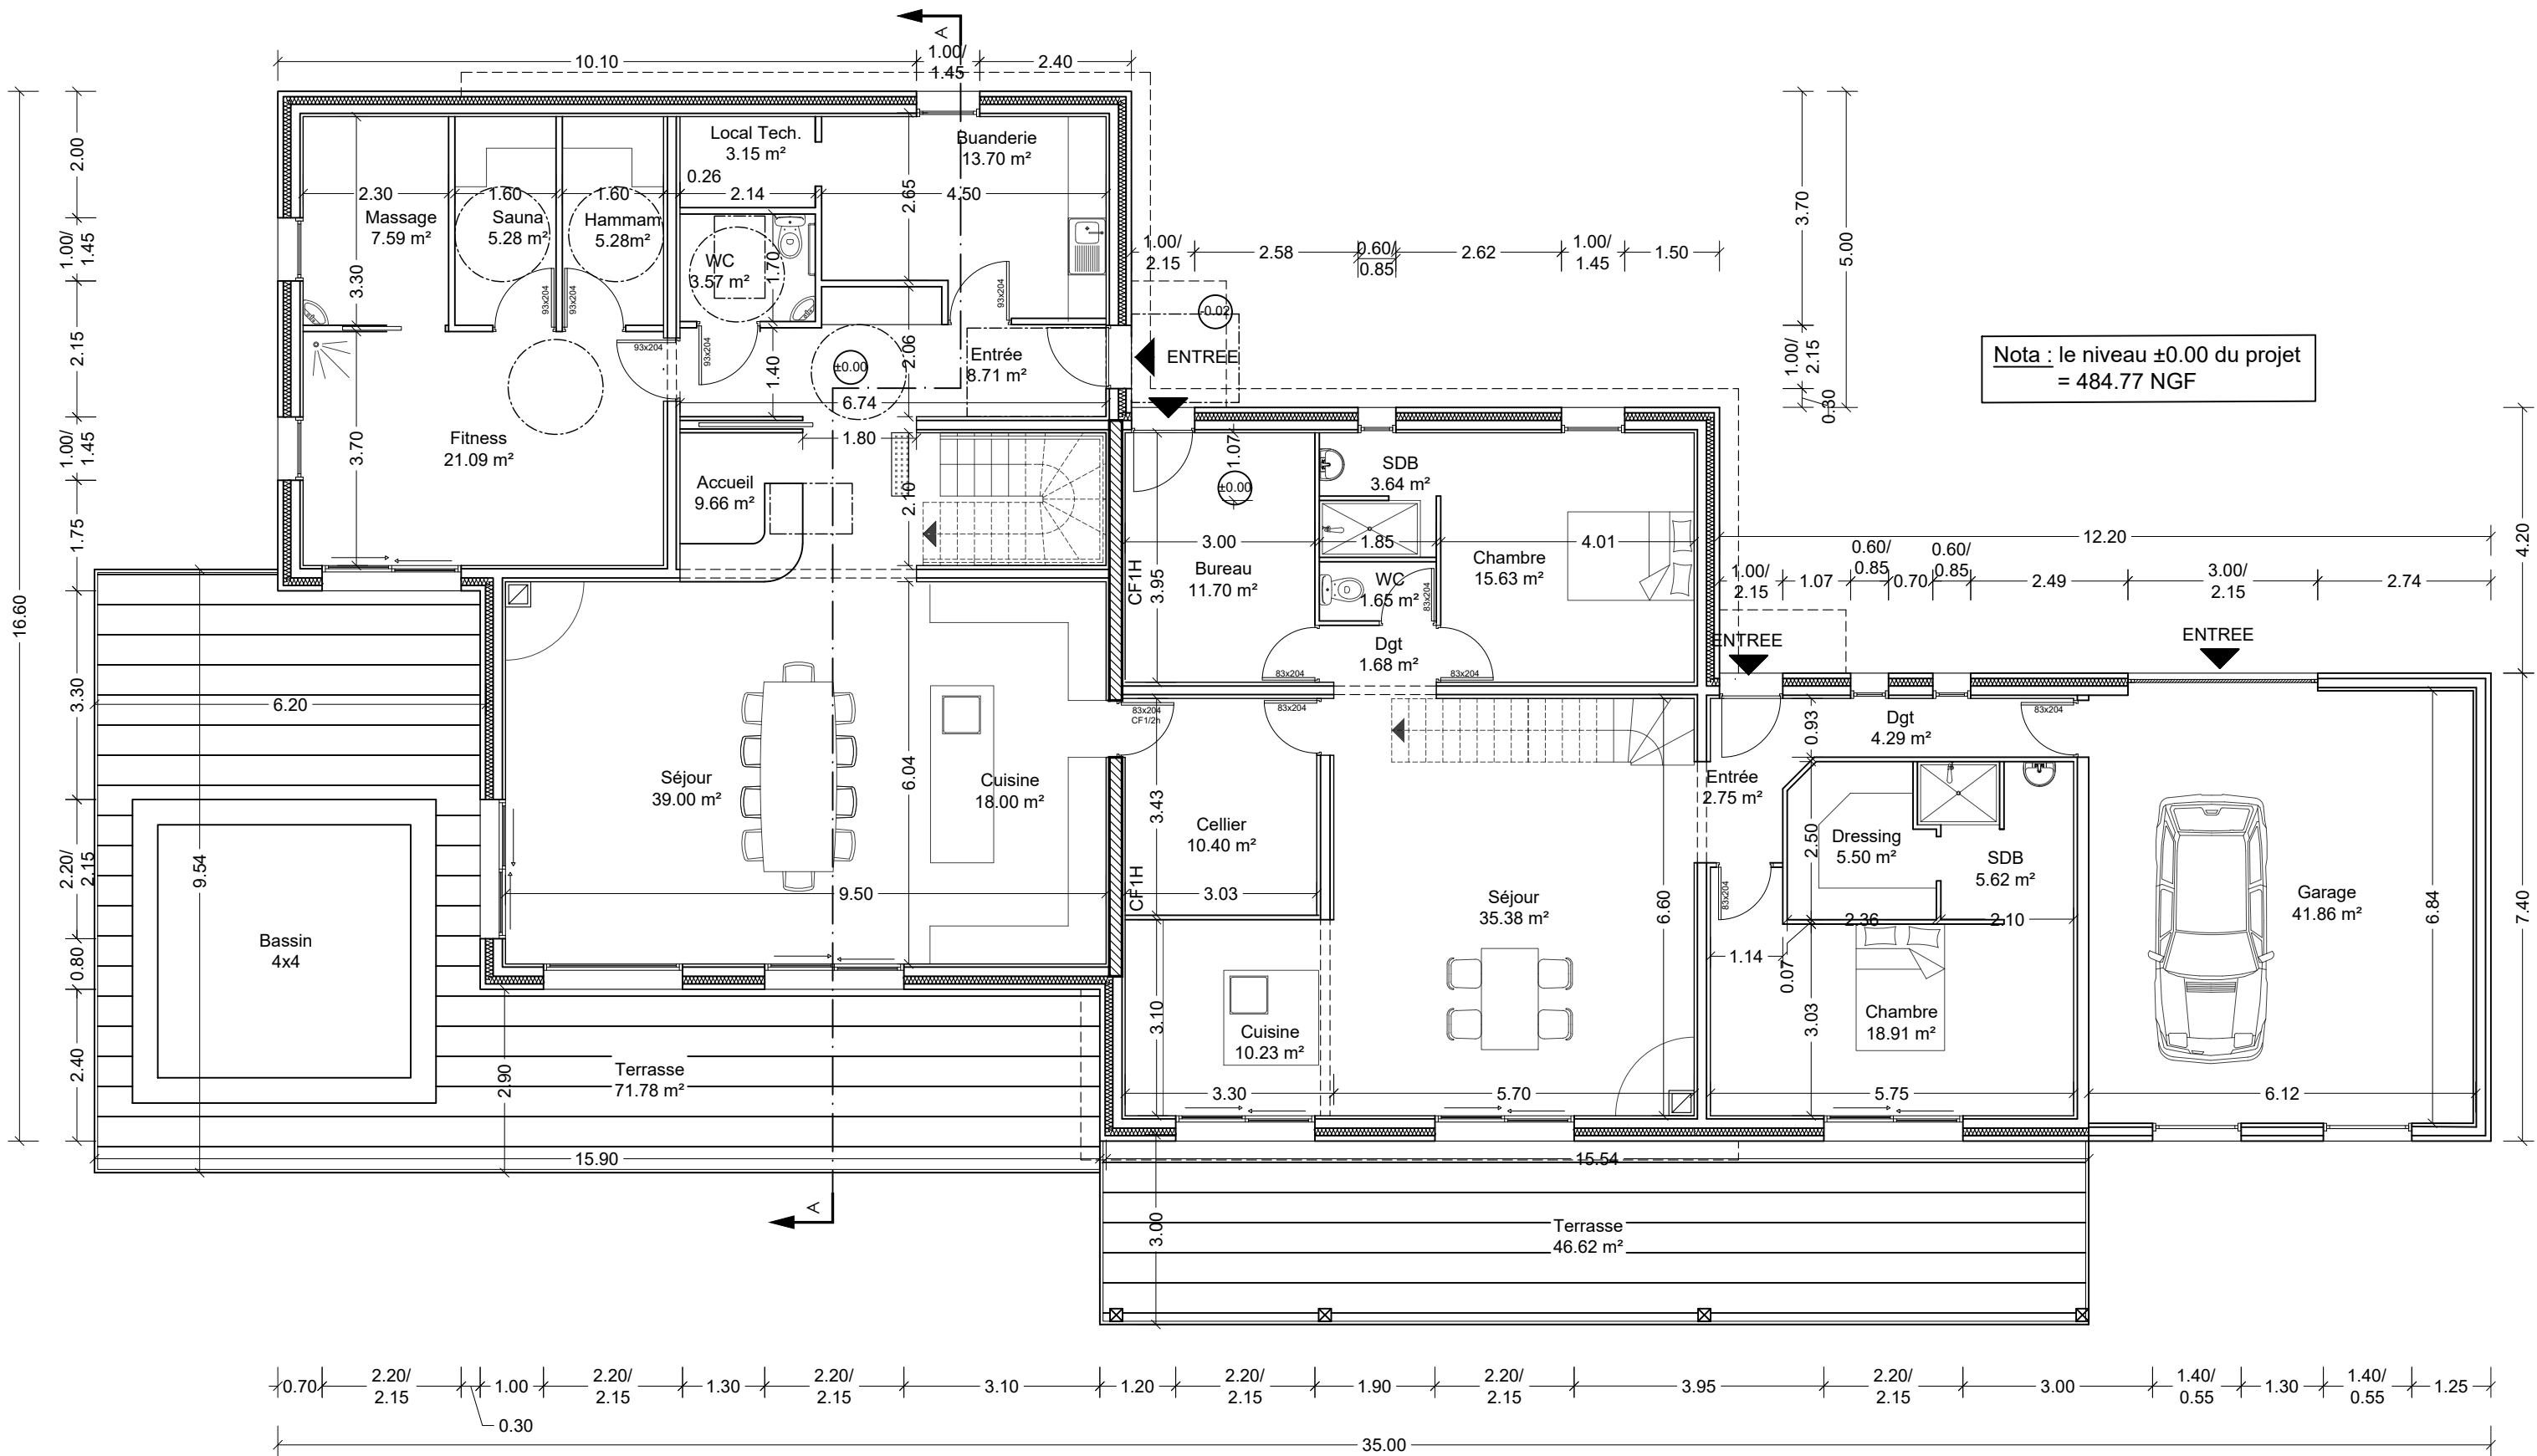 A
10.10
1.00/
1.45
2.40
Local Tech.
3.15 m²
Buanderie
13.70 m²
0.26
2.30
1.60
1.60
2.14
2.65
4.50
Massage
7.59 m²
Sauna
5.28 m²
Hammam
5.28m²
WC
3.57 m²
1.70
3.30
93x204
93x204
93x204
93x204
93x204
2.00
1.00/
1.45
2.15
1.00/
1.45
1.75
3.30
2.20/
2.15
0.80
2.40
16.60
±0.00
1.40
2.06
Entrée
8.71 m²
ENTREE
-0.02
6.74
1.80
Fitness
21.09 m²
3.70
Accueil
9.66 m²
2.10
1.00/
2.15
2.58
0.60/
0.85
2.62
1.00/
1.45
1.50
3.70
5.00
1.00/
2.15
0.30
Nota : le niveau ±0.00 du projet
= 484.77 NGF
1.07
±0.00
SDB
3.64 m²
3.00
1.85
4.01
Bureau
11.70 m²
CF1H
3.95
WC
1.65 m²
83x204
Chambre
15.63 m²
Dgt
1.68 m²
83x204
83x204
12.20
4.20
1.00/
2.15
1.07
0.60/
0.85
0.70
0.60/
0.85
2.49
3.00/
2.15
2.74
ENTREE
ENTREE
6.20
9.54
Séjour
39.00 m²
6.04
Cuisine
18.00 m²
9.50
83x204
CF1/2h
83x204
3.43
Cellier
10.40 m²
CF1H
3.03
Séjour
35.38 m²
6.60
0.93
Dgt
4.29 m²
83x204
Entrée
2.75 m²
2.50
Dressing
5.50 m²
SDB
5.62 m²
83x204
2.36
2.10
1.14
0.07
Garage
41.86 m²
6.84
7.40
Bassin
4x4
Terrasse
71.78 m²
2.90
3.10
Cuisine
10.23 m²
3.30
5.70
3.03
Chambre
18.91 m²
5.75
6.12
15.90
15.54
A
3.00
Terrasse
46.62 m²
0.70
2.20/
2.15
0.30
1.00
2.20/
2.15
1.30
2.20/
2.15
3.10
1.20
2.20/
2.15
1.90
2.20/
2.15
3.95
2.20/
2.15
3.00
1.40/
0.55
1.30
1.40/
0.55
1.25
35.00